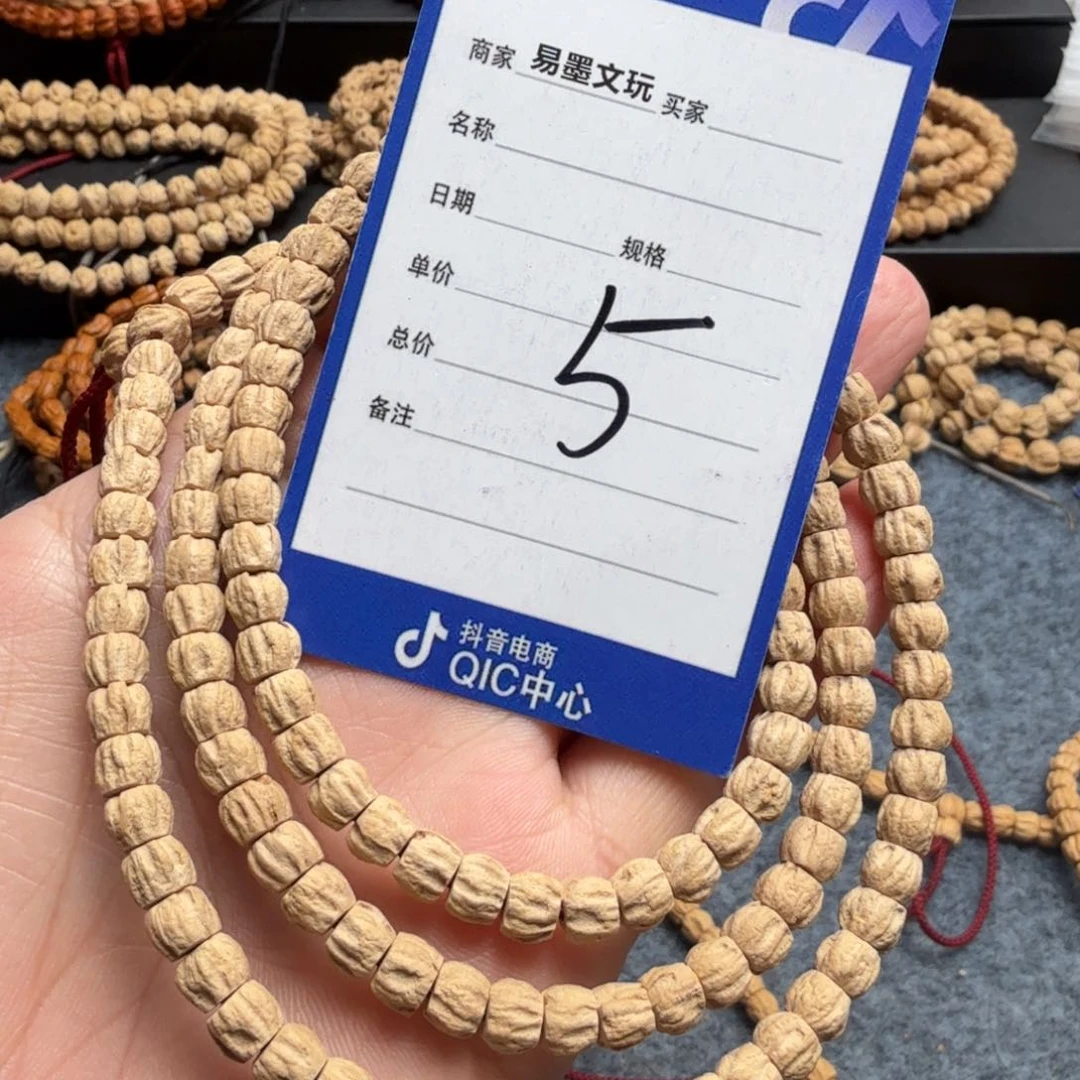 商家 易墨文玩 买家
名称
日期 规格
单价
总价
备注
5
抖音电商
QIC中心